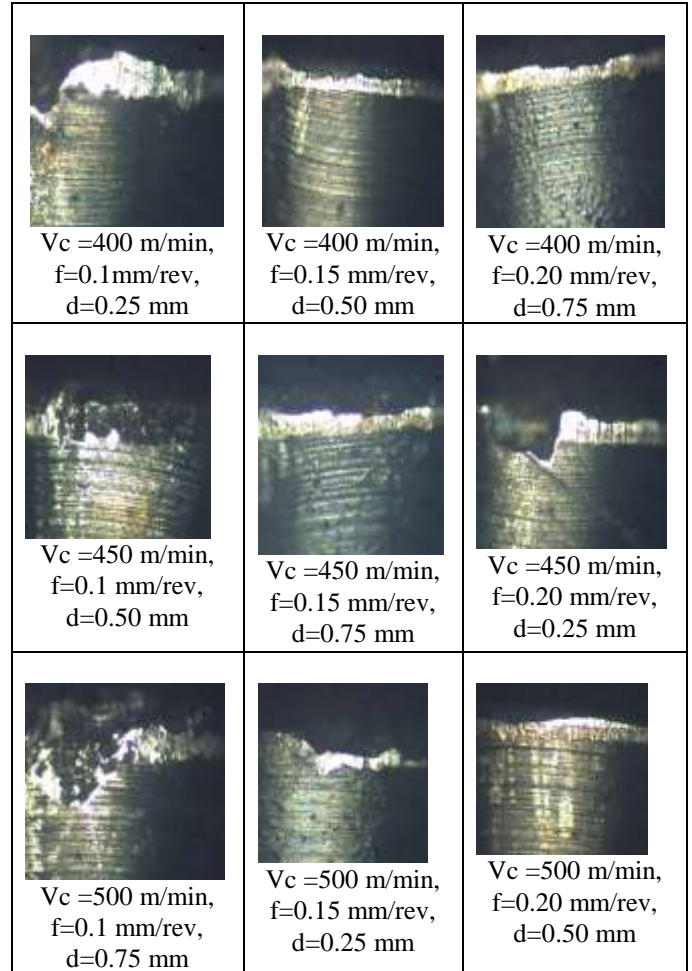 Vc =400 m/min,
f=0.1mm/rev,
d=0.25 mm
Vc =400 m/min,
f=0.15 mm/rev,
d=0.50 mm
Vc =400 m/min,
f=0.20 mm/rev,
d=0.75 mm
Vc =450 m/min,
f=0.1 mm/rev,
d=0.50 mm
Vc =450 m/min,
f=0.15 mm/rev,
d=0.75 mm
Vc =450 m/min,
f=0.20 mm/rev,
d=0.25 mm
Vc =500 m/min,
f=0.1 mm/rev,
d=0.75 mm
Vc =500 m/min,
f=0.15 mm/rev,
d=0.25 mm
Vc =500 m/min,
f=0.20 mm/rev,
d=0.50 mm